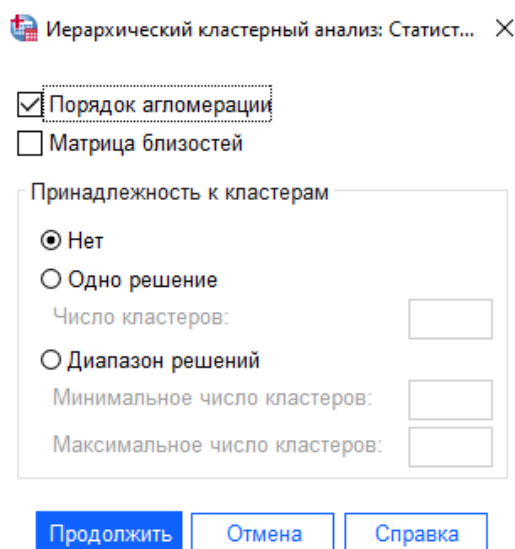 Иерархический кластерный анализ: Статист...
Порядок агломерации
Матрица близостей
Принадлежность к кластерам
Нет
Одно решение
Число кластеров:
Диапазон решений
Минимальное число кластеров:
Максимальное число кластеров:
Продолжить Отмена Справка